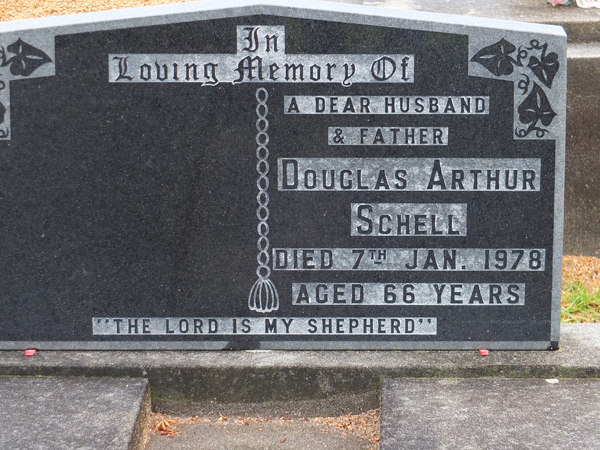 In
Loving Memory Of
A DEAR HUSBAND
& FATHER
DOUGLAS ARTHUR
SCHELL
DIED 7TH JAN. 1978
AGED 66 YEARS
"THE LORD IS MY SHEPHERD"